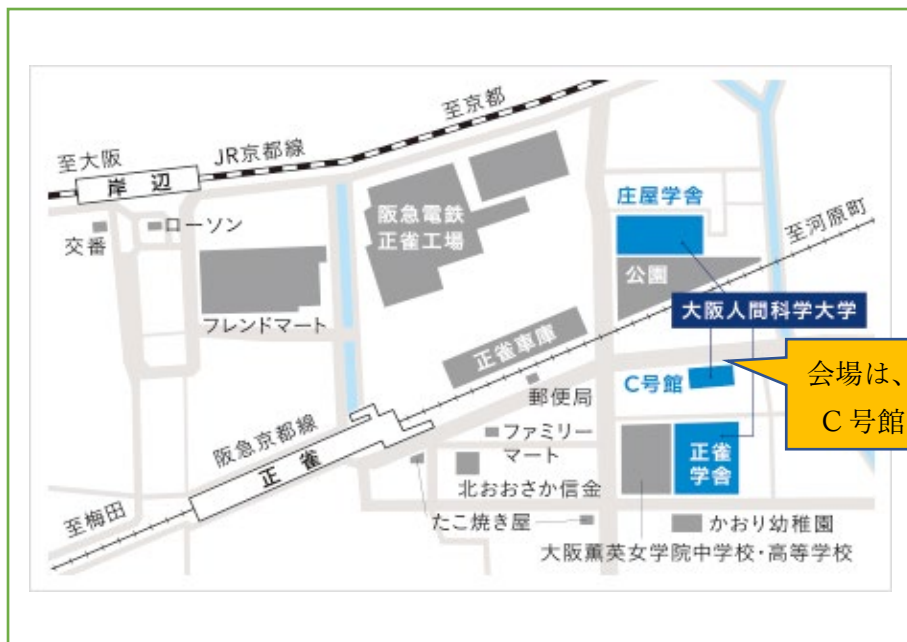 至京都
至大阪
JR京都線
岸辺
交番
ローソン
阪急電鉄
正雀工場
フレンドマート
庄屋学舎
公園
至河原町
大阪人間科学大学
正雀車庫
C号館
会場は、
C号館
郵便局
阪急京都線
正雀
ファミリー
マート
北おおさか信金
正雀
学舎
至梅田
たこ焼き屋
かおり幼稚園
大阪薫英女学院中学校・高等学校